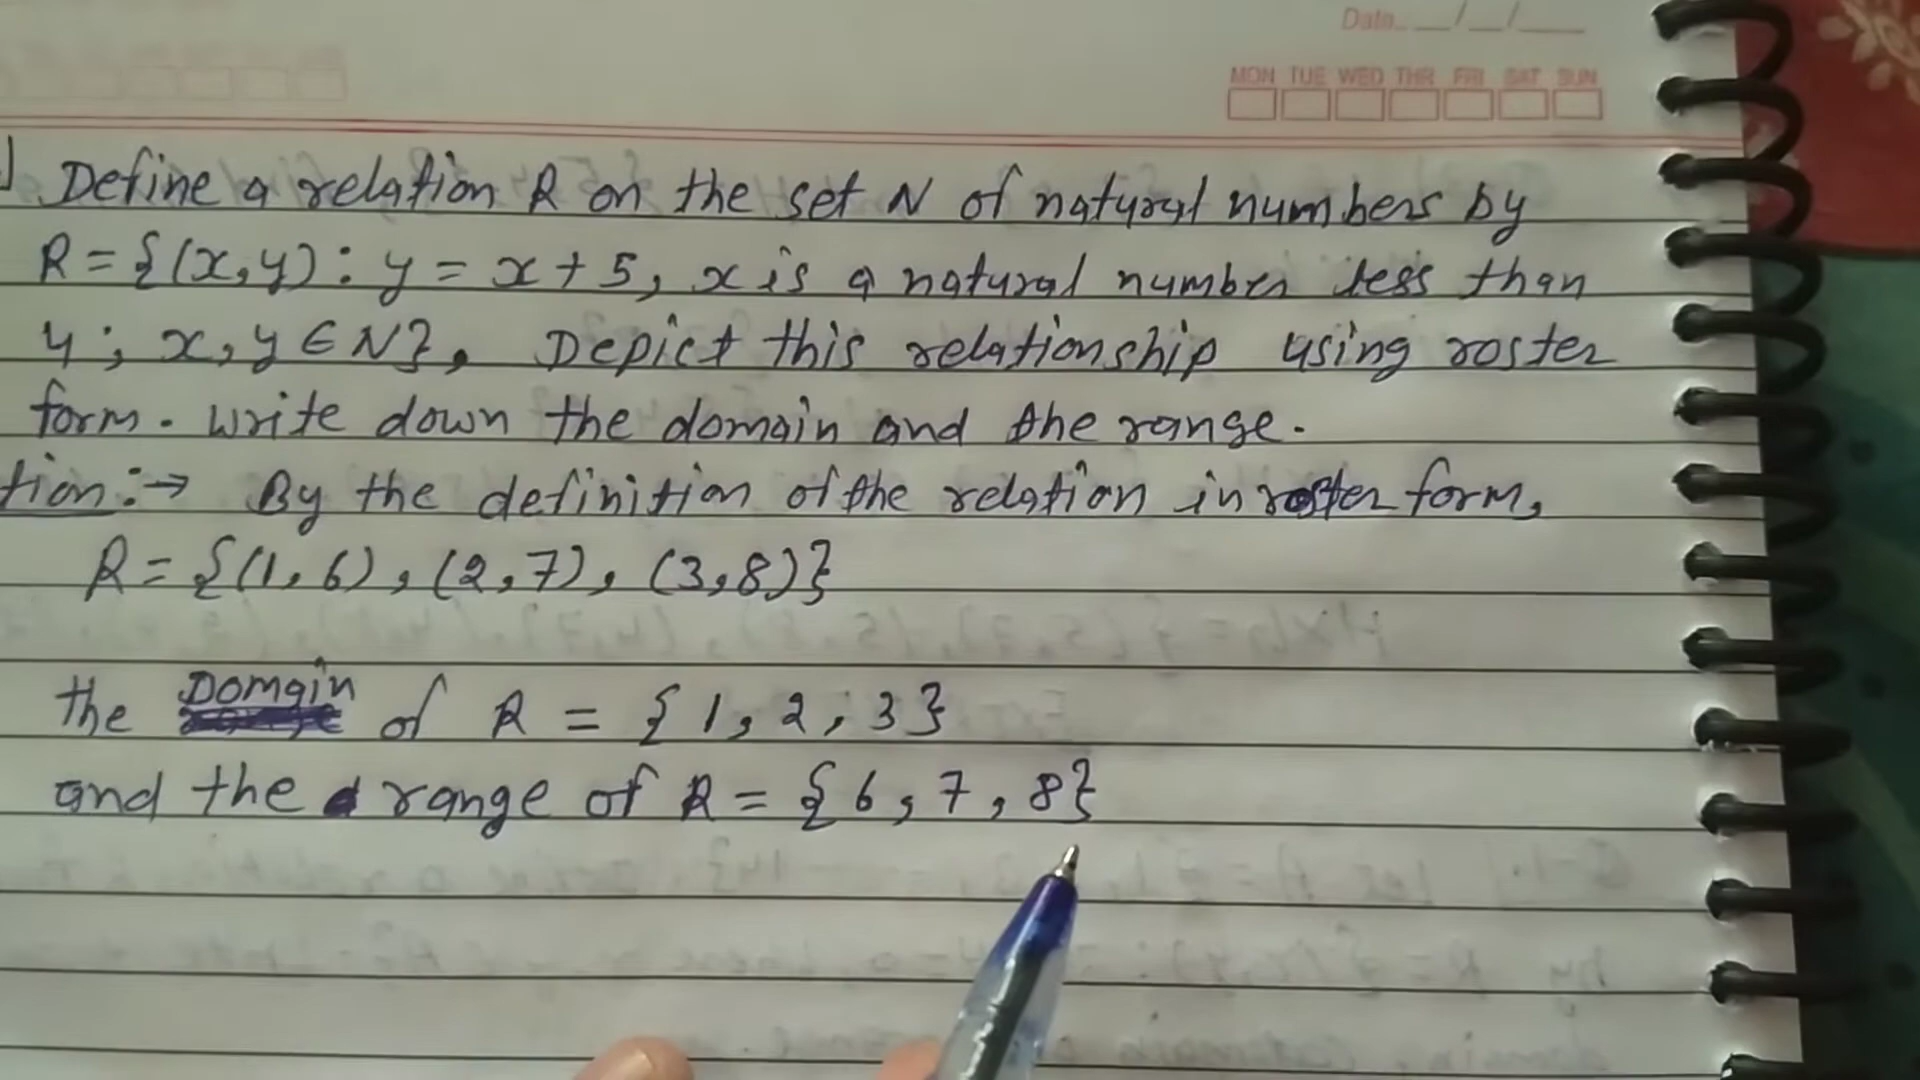 Date
MON TUE WED THR FRI SAT SUN
Define a relation R on the set N of natural numbers by
R = {(x, y) : y = x + 5, x is a natural number less than
4; x, y ∈ N}, Depict this relationship using roster
form. Write down the domain and the range.
tion:→ By the definition of the relation in roster form,
R = {(1, 6), (2, 7), (3, 8)}
the Domain of R = {1, 2, 3}
and the range of R = {6, 7, 8}